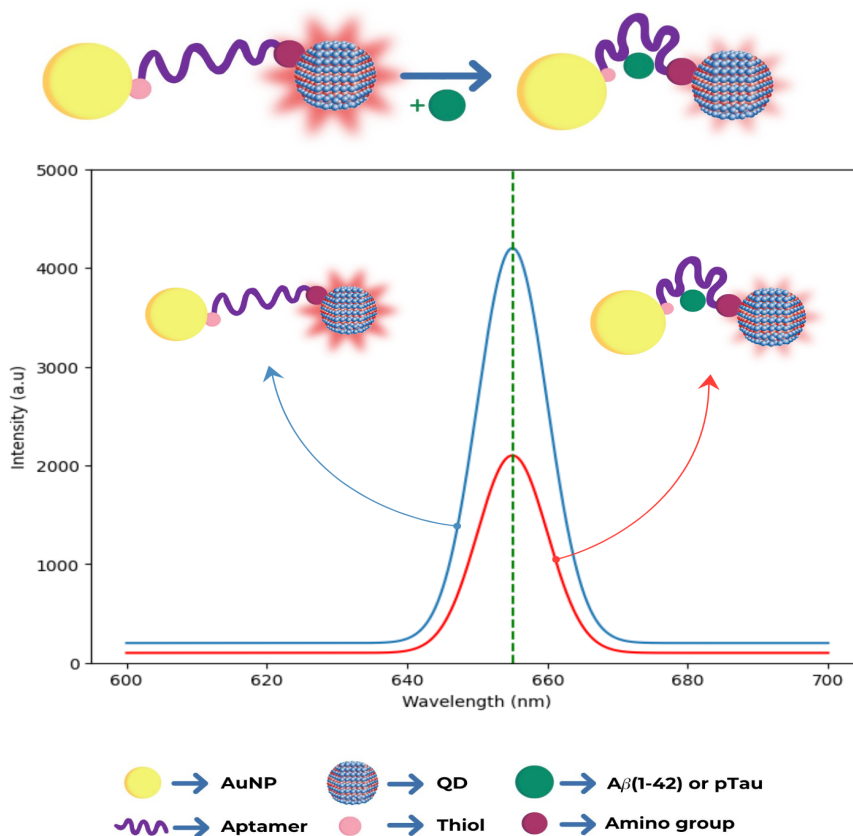 +
5000
4000
3000
2000
1000
0
Intensity (a.u)
600 620 640 660 680 700
Wavelength (nm)
AuNP QD Aβ(1-42) or pTau
Aptamer Thiol Amino group